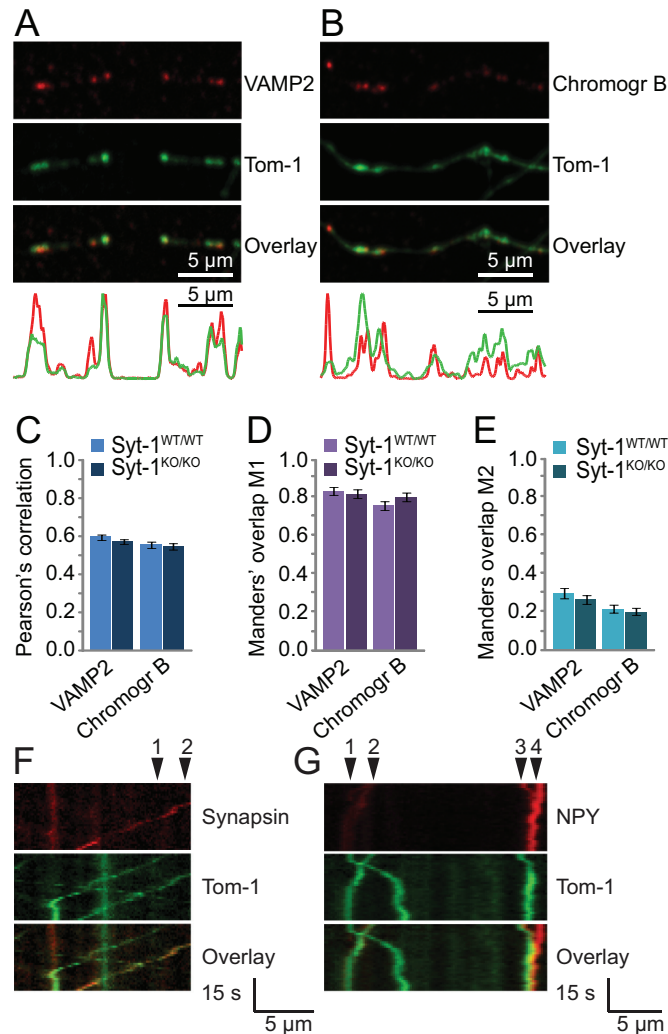 A
B
VAMP2
Chromogr B
Tom-1
Tom-1
Overlay
Overlay
5 µm
5 µm
5 µm
5 µm
C
D
E
Syt-1WT/WT
Syt-1KO/KO
Syt-1WT/WT
Syt-1KO/KO
Syt-1WT/WT
Syt-1KO/KO
Pearson's correlation
1.0
0.8
0.6
0.4
0.2
0.0
VAMP2
Chromogr B
Manders' overlap M1
1.0
0.8
0.6
0.4
0.2
0.0
VAMP2
Chromogr B
Manders overlap M2
1.0
0.8
0.6
0.4
0.2
0.0
VAMP2
Chromogr B
F
1 2
G
1 2
3 4
Synapsin
NPY
Tom-1
Tom-1
Overlay
Overlay
15 s
5 µm
15 s
5 µm